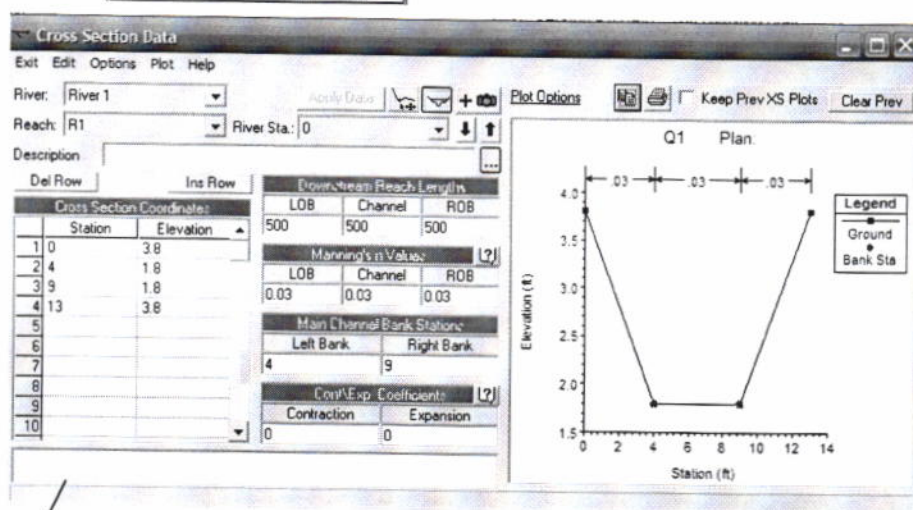 Cross Section Data
Exit Edit Options Plot Help
River: River 1
Apply Data
Reach: R1 River Sta.: 0
Description
Del Row Ins Row
Cross Section Coordinates
Station Elevation
1 0 3.8
2 4 1.8
3 9 1.8
4 13 3.8
5
6
7
8
9
10
Downstream Reach Lengths
LOB Channel ROB
500 500 500
Manning's n Values ?
LOB Channel ROB
0.03 0.03 0.03
Main Channel Bank Stations
Left Bank Right Bank
4 9
Cont\Exp Coefficients ?
Contraction Expansion
0 0
Plot Options Keep Prev XS Plots Clear Prev
Q1 Plan:
.03 .03 .03
4.0
3.5
3.0
2.5
2.0
1.5
0 2 4 6 8 10 12 14
Elevation (ft)
Station (ft)
Legend
Ground
Bank Sta